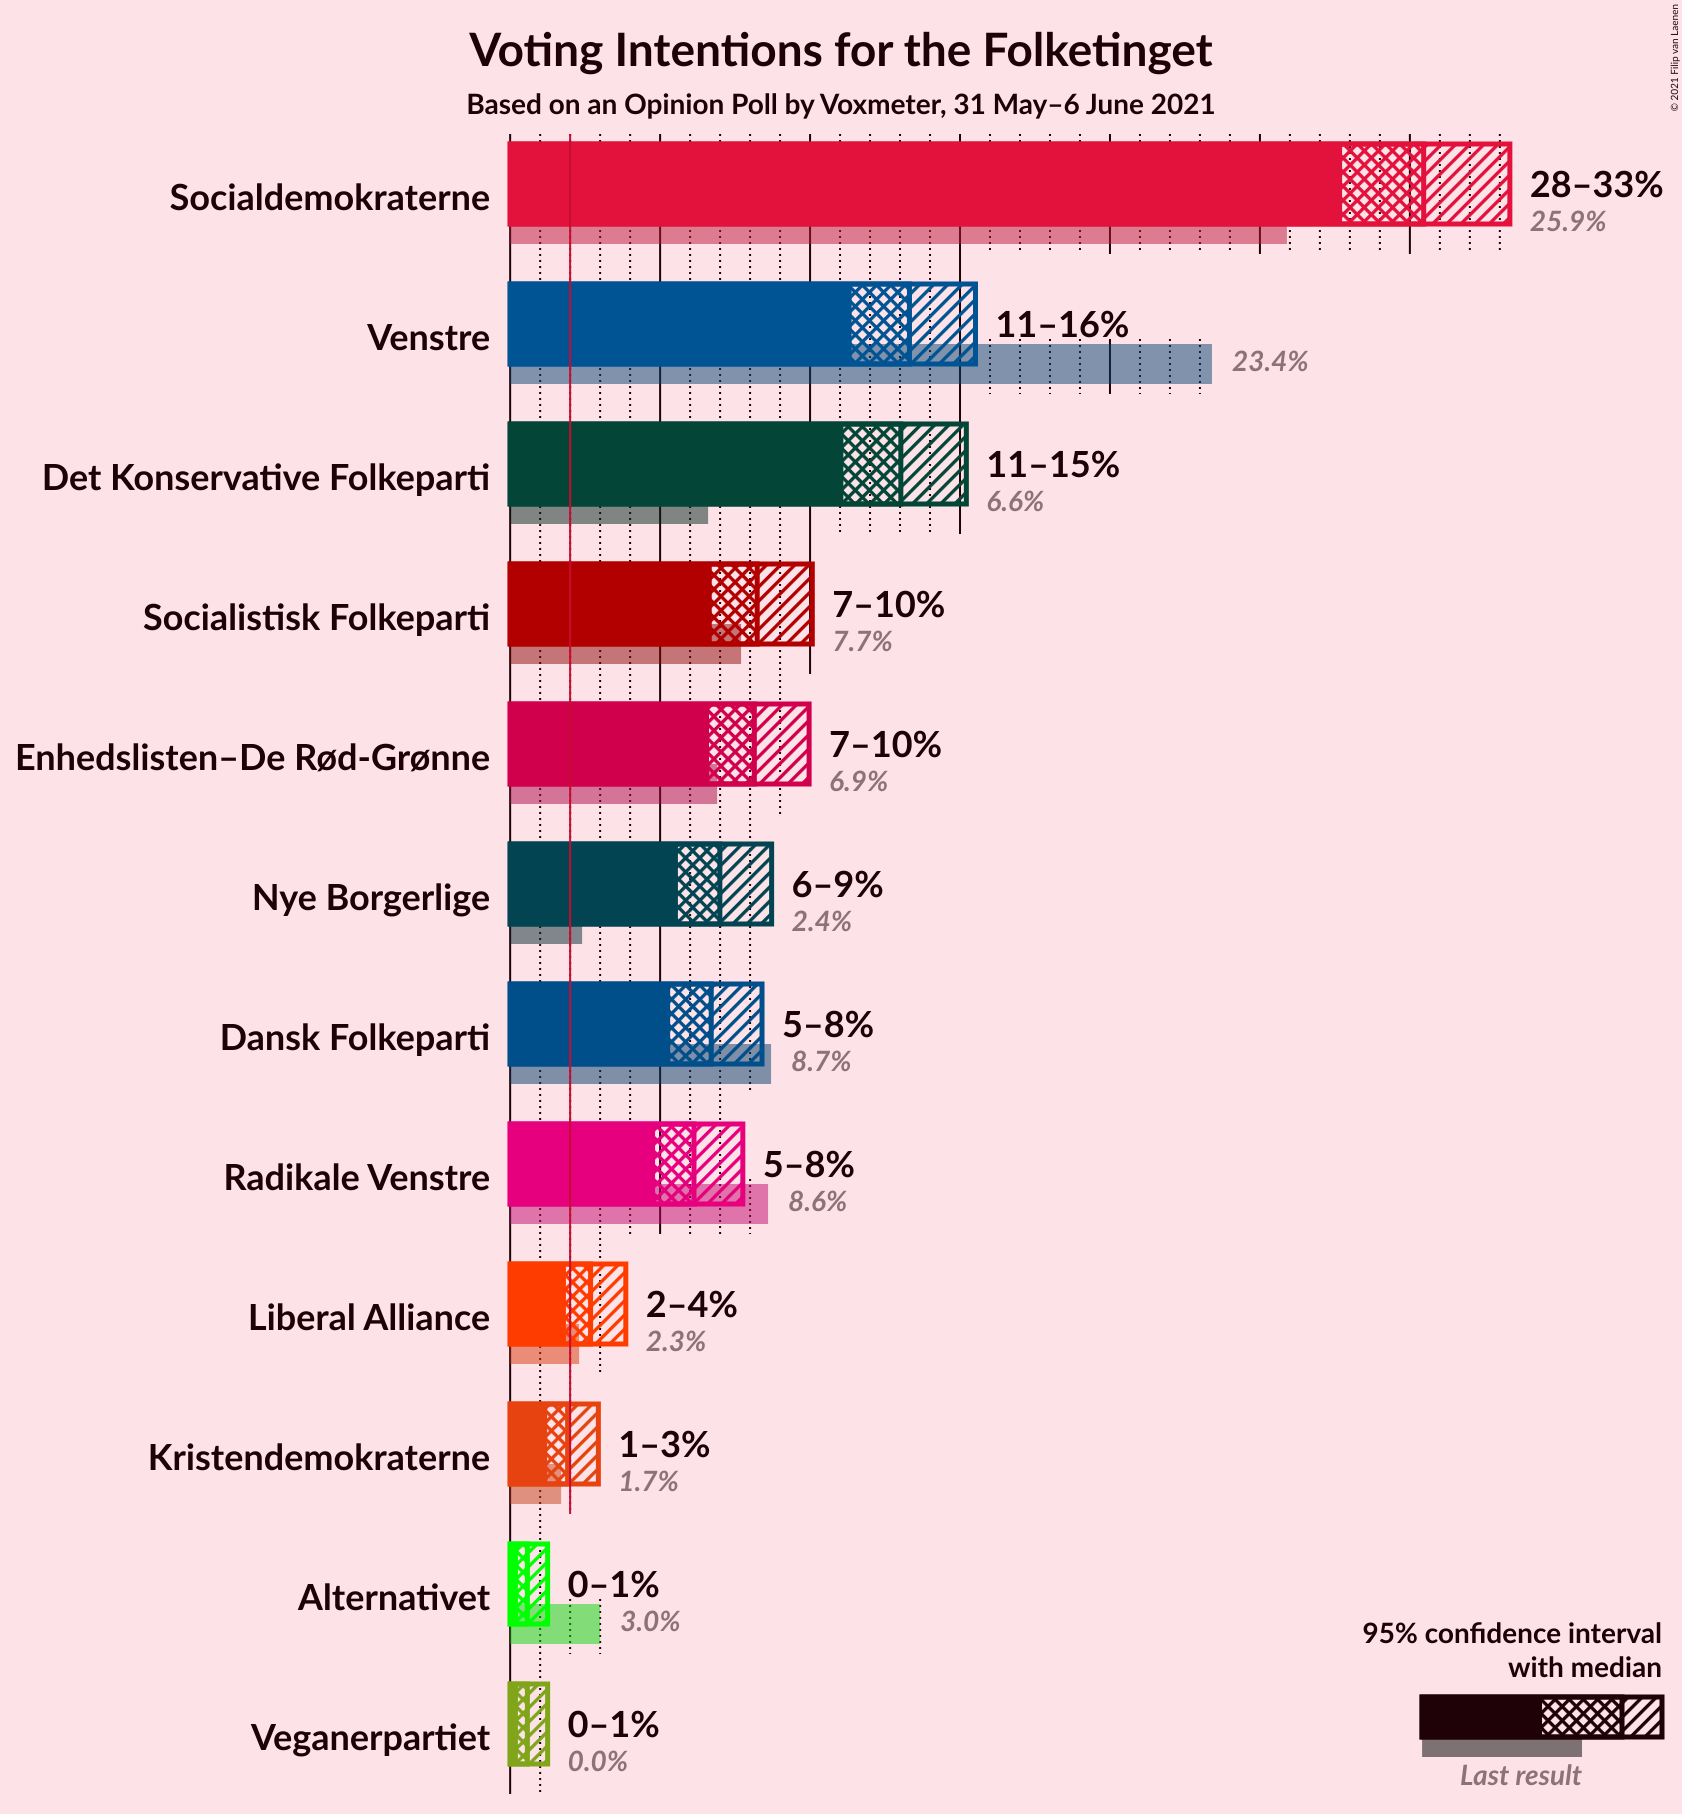 Voting Intentions for the Folketinget
Based on an Opinion Poll by Voxmeter, 31 May–6 June 2021
© 2021 Filip van Laenen
Socialdemokraterne
28–33%
25.9%
Venstre
11–16%
23.4%
Det Konservative Folkeparti
11–15%
6.6%
Socialistisk Folkeparti
7–10%
7.7%
Enhedslisten–De Rød-Grønne
7–10%
6.9%
Nye Borgerlige
6–9%
2.4%
Dansk Folkeparti
5–8%
8.7%
Radikale Venstre
5–8%
8.6%
Liberal Alliance
2–4%
2.3%
Kristendemokraterne
1–3%
1.7%
Alternativet
0–1%
3.0%
Veganerpartiet
0–1%
0.0%
95% confidence interval
with median
Last result